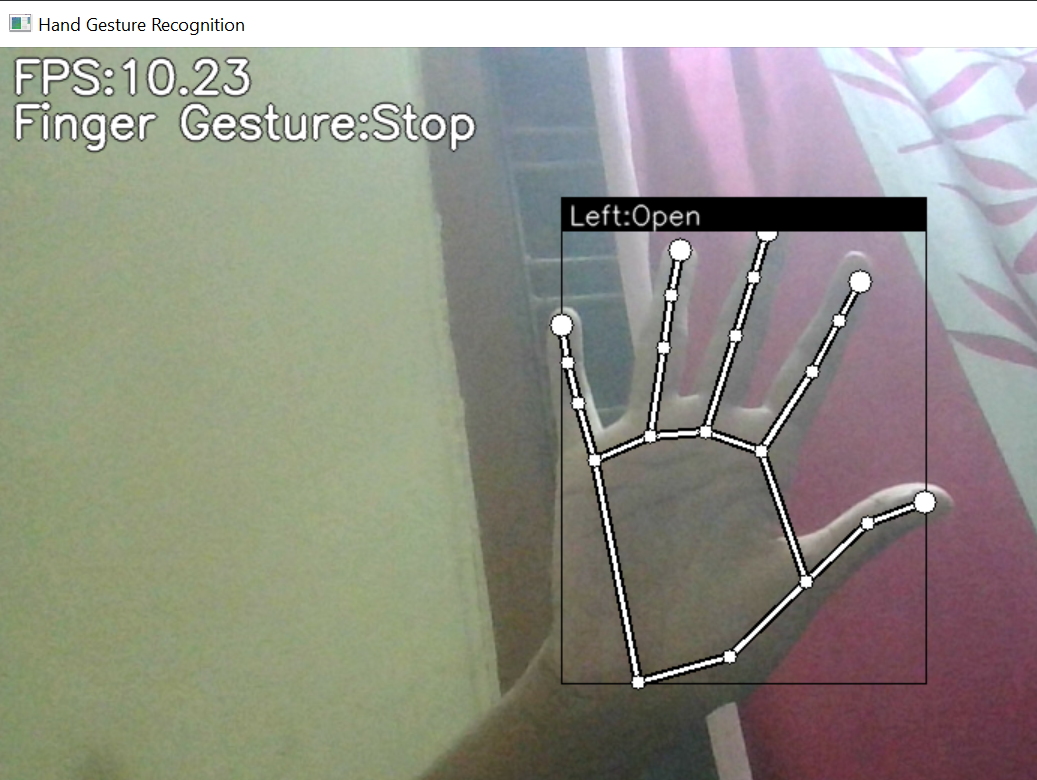 Hand Gesture Recognition
FPS:10.23
Finger Gesture:Stop
Left:Open